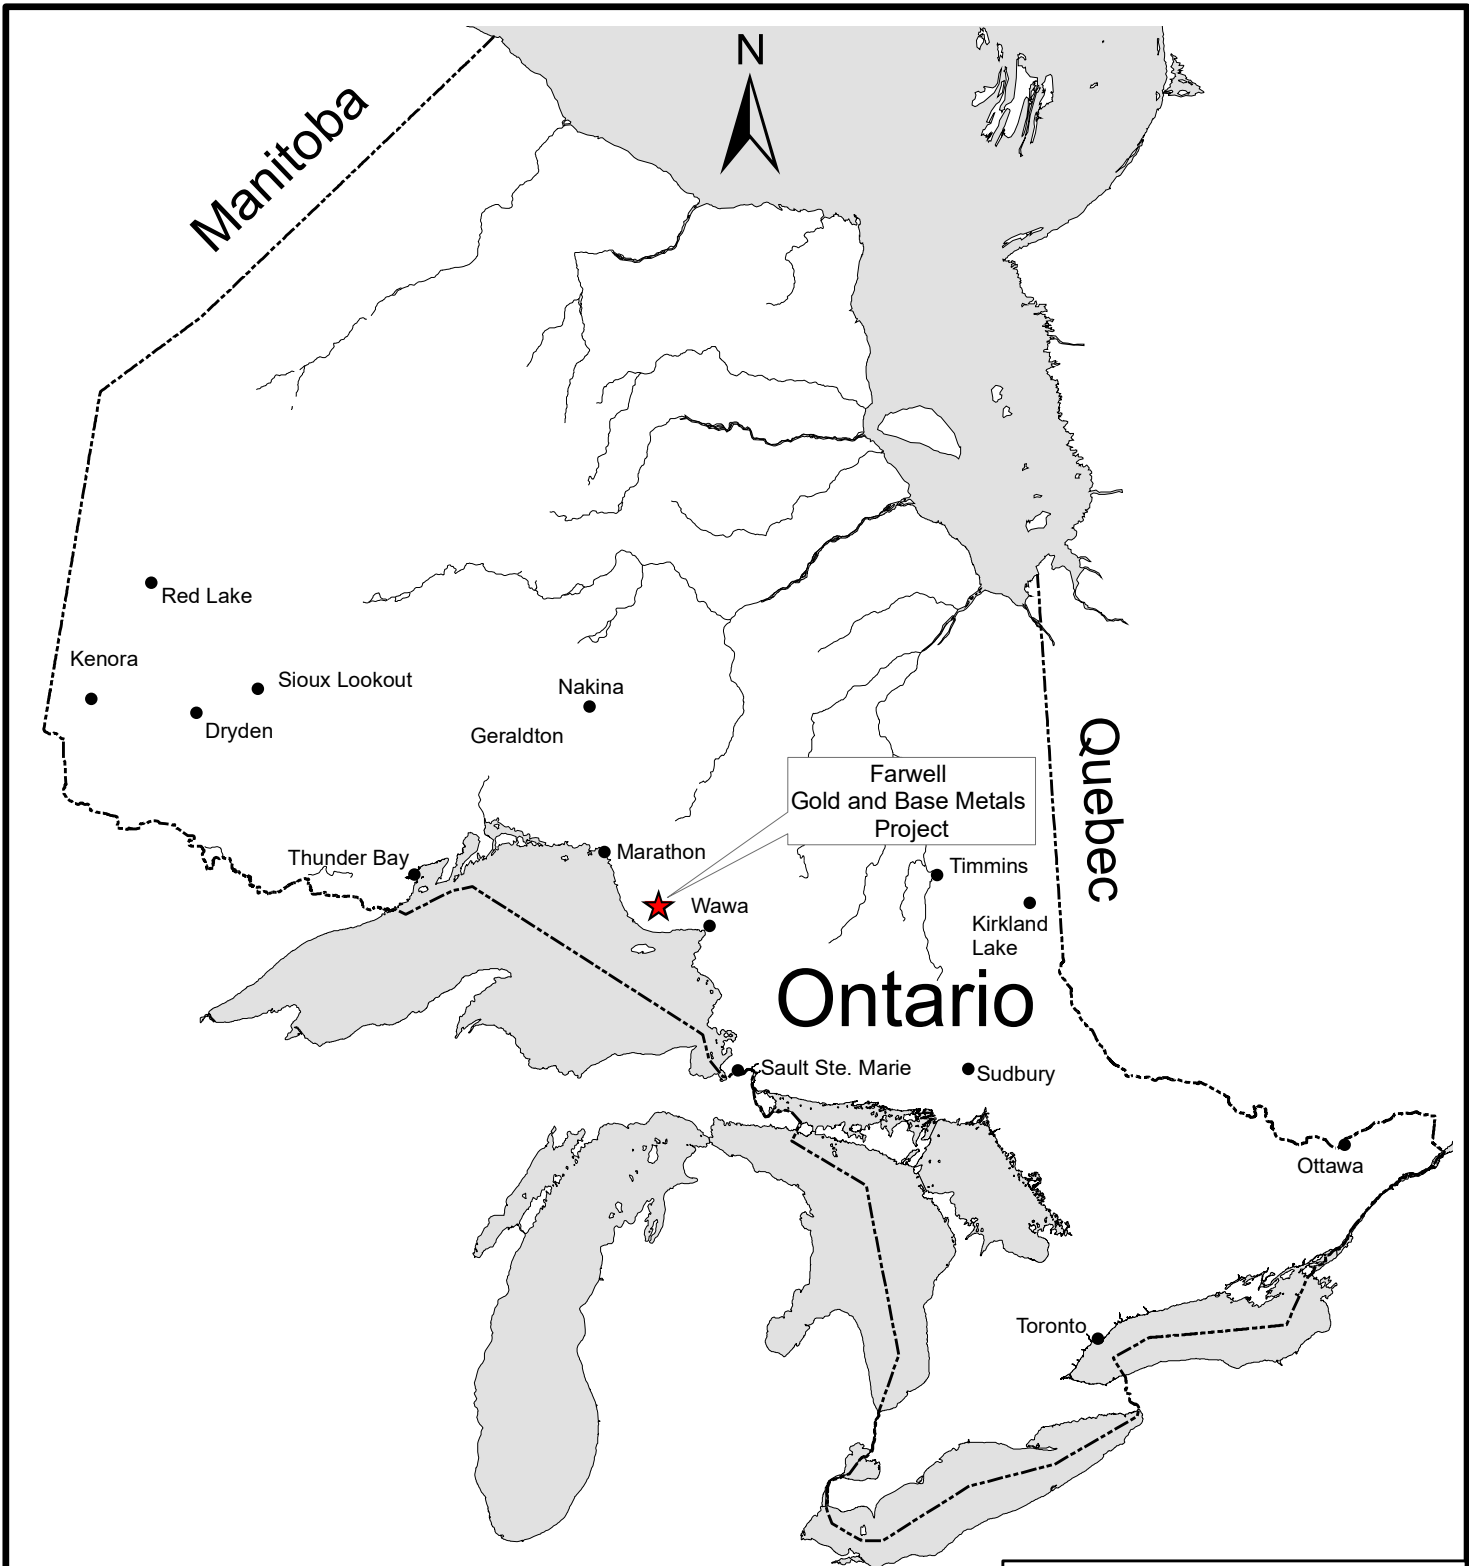 N
Manitoba
Red Lake
Kenora
Sioux Lookout
Dryden
Nakina
Geraldton
Quebec
Farwell
Gold and Base Metals
Project
Thunder Bay
Marathon
Timmins
Wawa
Kirkland
Lake
Ontario
Sault Ste. Marie
Sudbury
Ottawa
Toronto